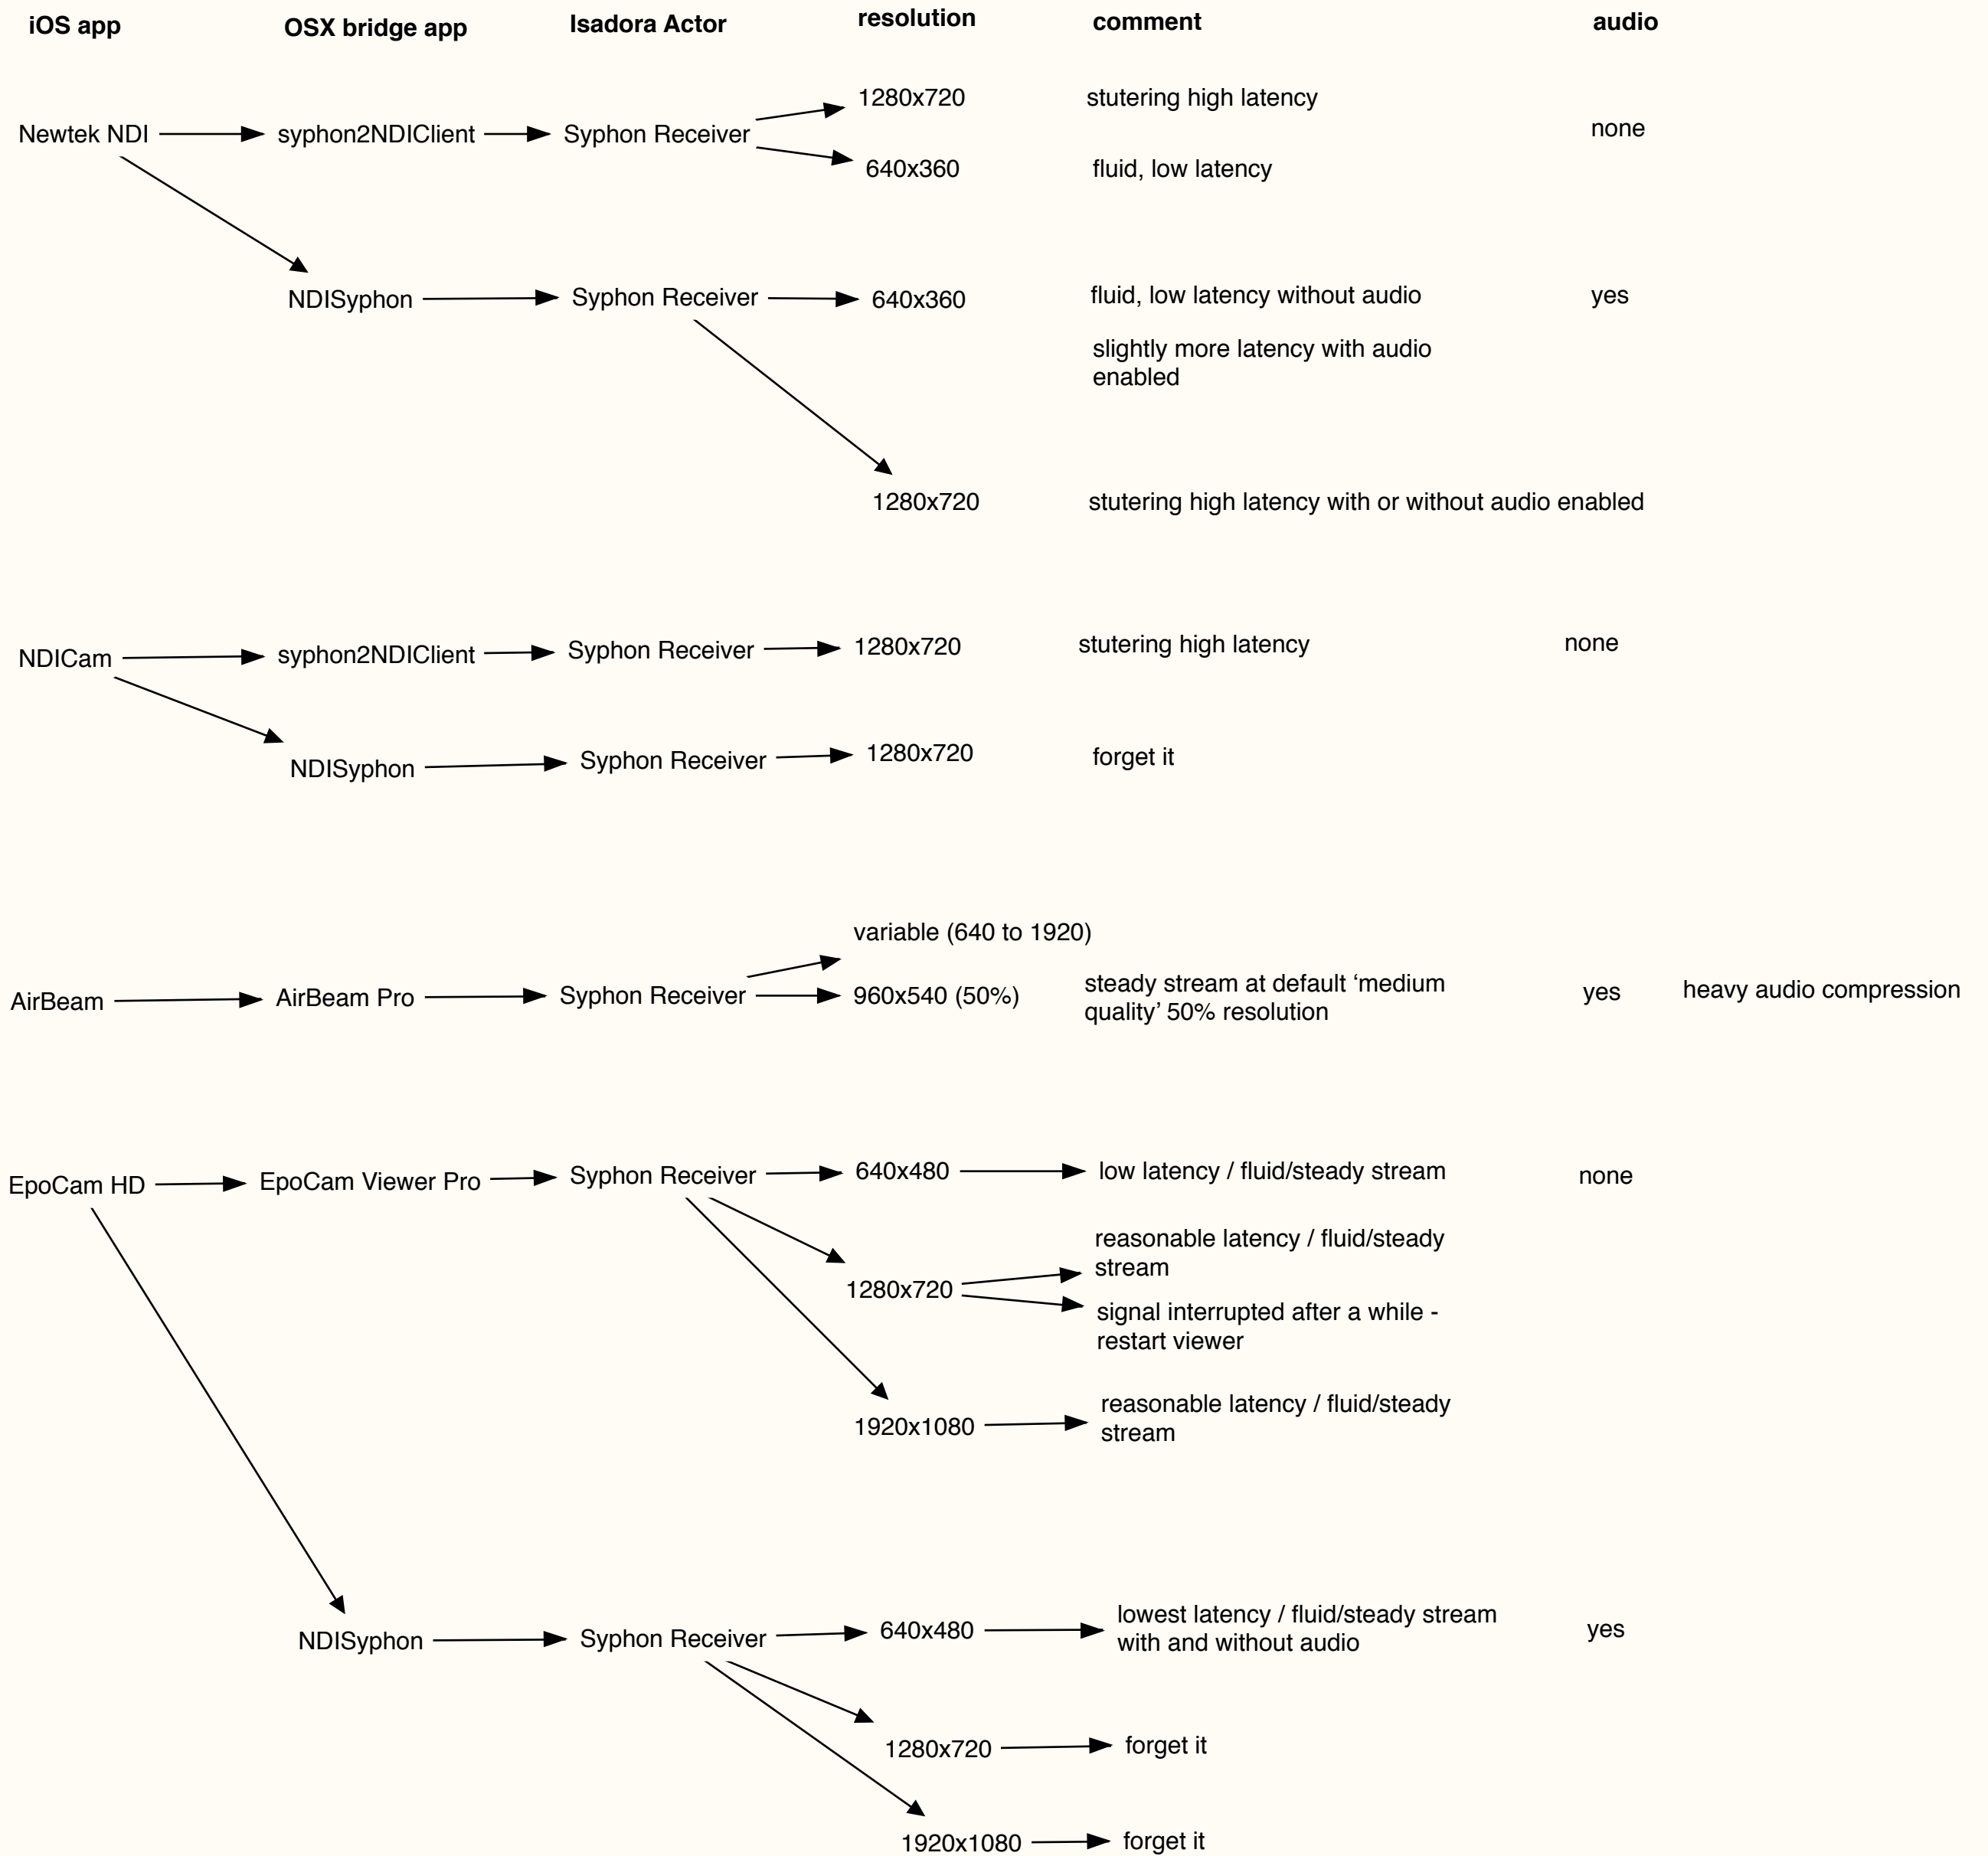 iOS app OSX bridge app Isadora Actor resolution comment audio
1280x720 stutering high latency
Newtek NDI syphon2NDIClient Syphon Receiver none
640x360 fluid, low latency
NDISyphon Syphon Receiver 640x360 fluid, low latency without audio yes
slightly more latency with audio
enabled
1280x720 stutering high latency with or without audio enabled
NDICam syphon2NDIClient Syphon Receiver 1280x720 stutering high latency none
NDISyphon Syphon Receiver 1280x720 forget it
variable (640 to 1920)
AirBeam AirBeam Pro Syphon Receiver 960x540 (50%) steady stream at default ‘medium
quality’ 50% resolution
yes heavy audio compression
EpoCam HD EpoCam Viewer Pro Syphon Receiver 640x480 low latency / fluid/steady stream none
reasonable latency / fluid/steady
stream
1280x720
signal interrupted after a while -
restart viewer
reasonable latency / fluid/steady
stream
1920x1080
lowest latency / fluid/steady stream
with and without audio
NDISyphon Syphon Receiver 640x480 yes
1280x720 forget it
1920x1080 forget it